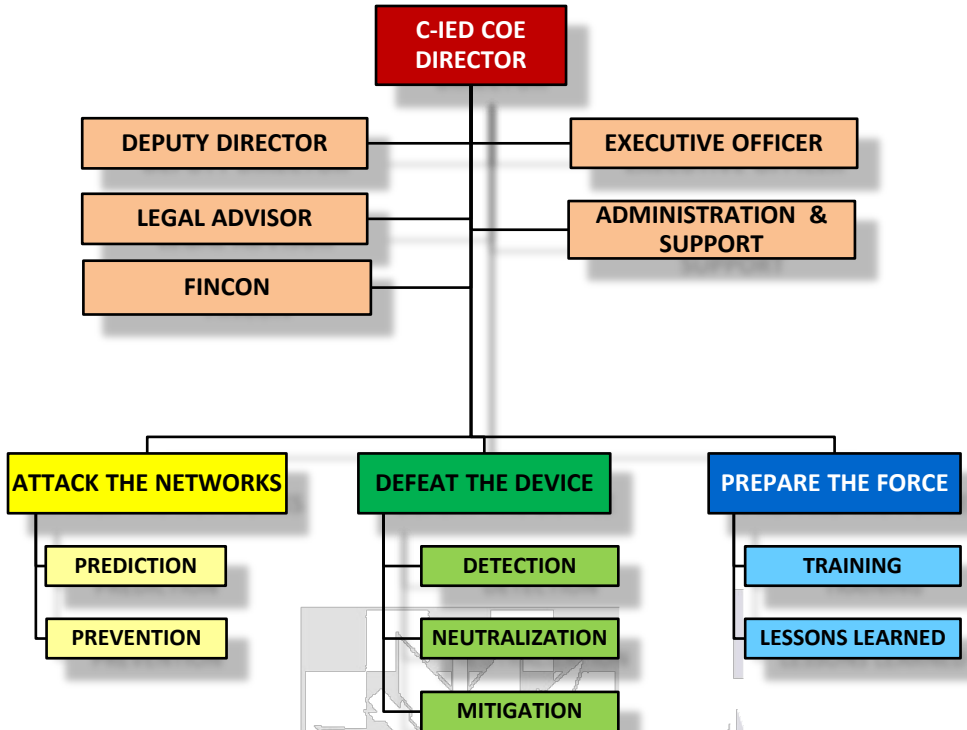 C-IED COE
DIRECTOR
DEPUTY DIRECTOR
EXECUTIVE OFFICER
LEGAL ADVISOR
ADMINISTRATION &
SUPPORT
FINCON
ATTACK THE NETWORKS
DEFEAT THE DEVICE
PREPARE THE FORCE
PREDICTION
DETECTION
TRAINING
PREVENTION
NEUTRALIZATION
LESSONS LEARNED
MITIGATION